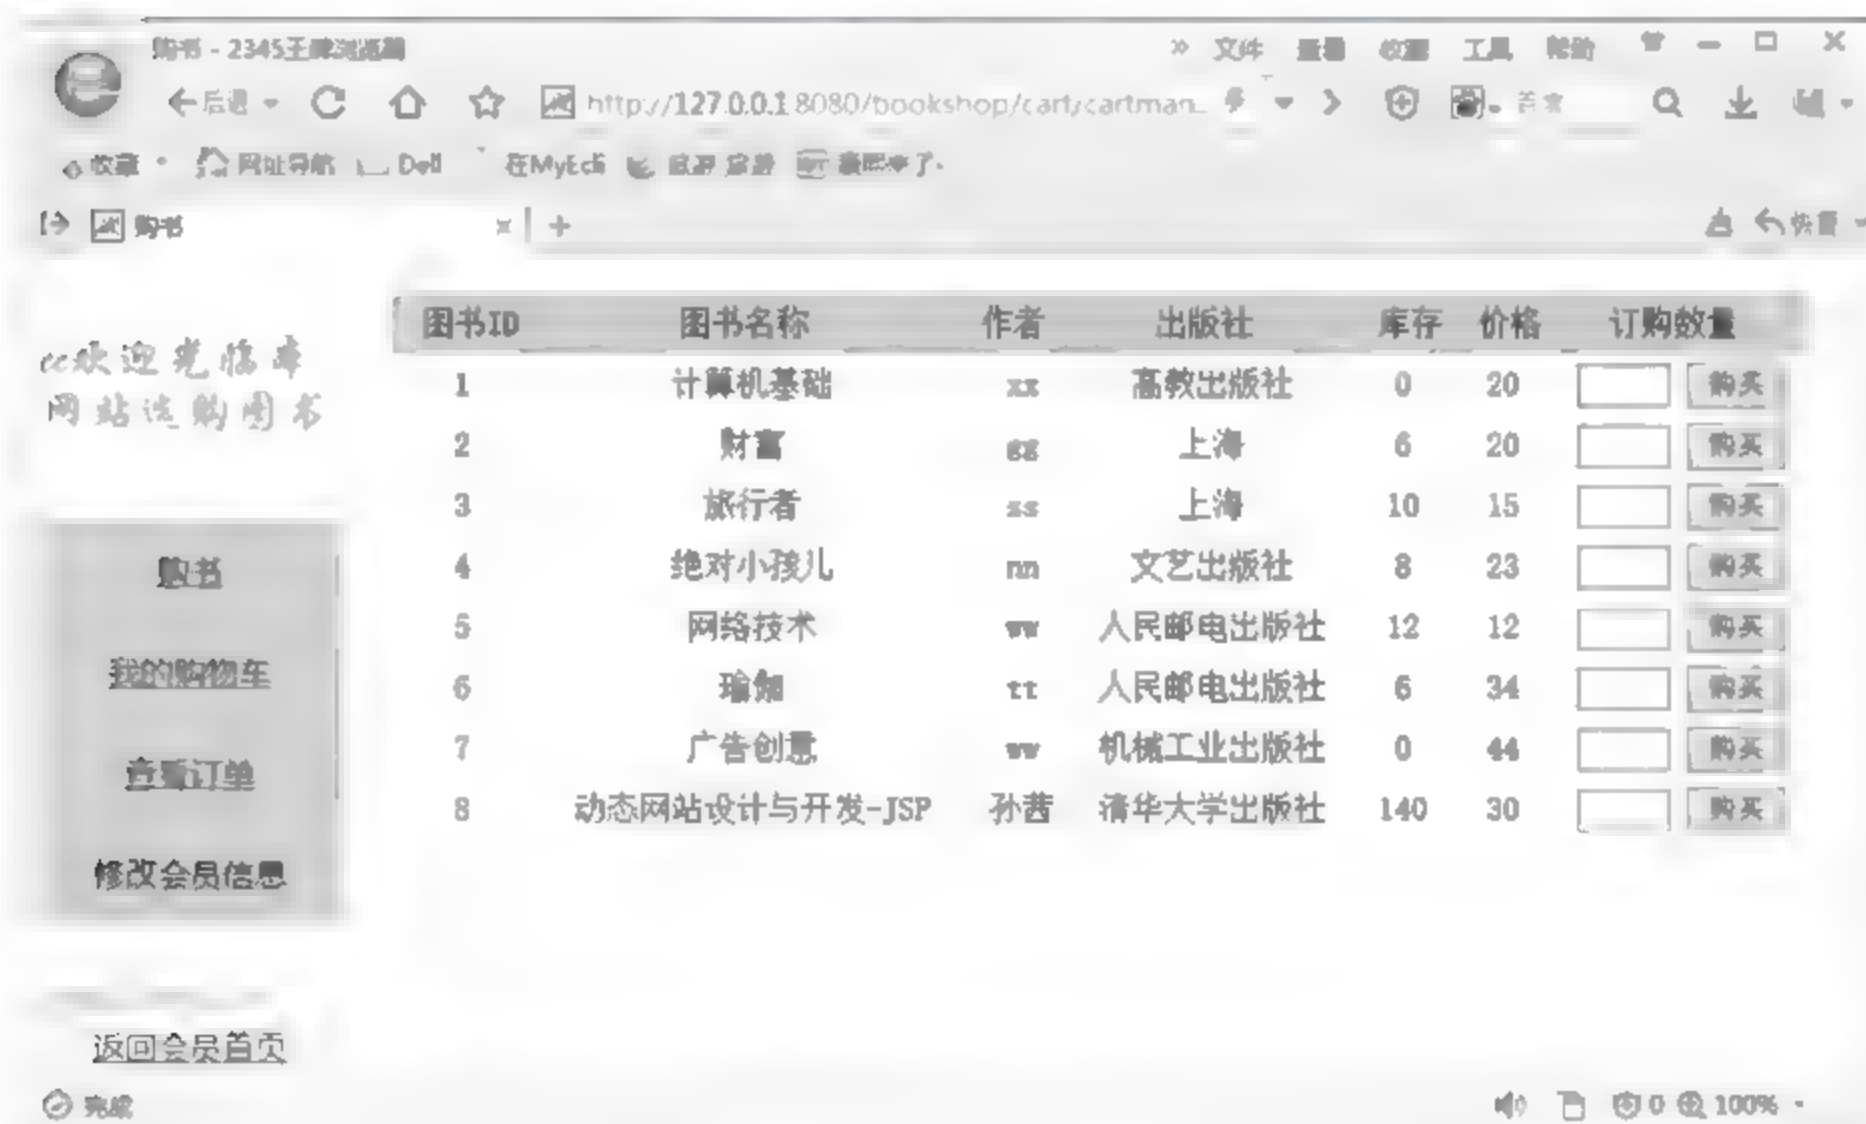 购书 - 2345王牌浏览器 » 文件 查看 收藏 工具 帮助
后退 http://127.0.0.1:8080/bookshop/cart/cartman...
收藏 网址导航 Dell 在MyEcli
购书 恢复
cc欢迎光临本
网站选购图书
购书
我的购物车
查看订单
修改会员信息
返回会员首页
图书ID 图书名称 作者 出版社 库存 价格 订购数量
1 计算机基础 xx 高教出版社 0 20 购买
2 财富 gg 上海 6 20 购买
3 旅行者 ss 上海 10 15 购买
4 绝对小孩儿 nn 文艺出版社 8 23 购买
5 网络技术 ww 人民邮电出版社 12 12 购买
6 瑜伽 tt 人民邮电出版社 6 34 购买
7 广告创意 ww 机械工业出版社 0 44 购买
8 动态网站设计与开发-JSP 孙茜 清华大学出版社 140 30 购买
完成 0 100%